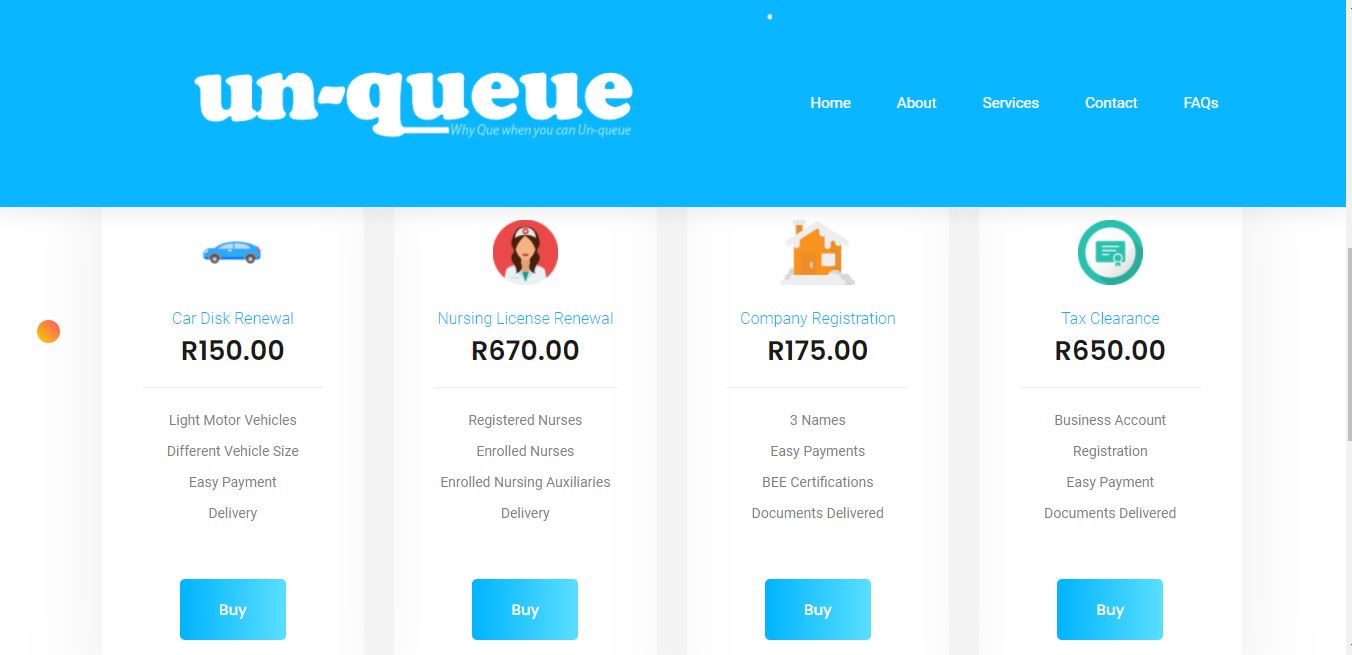 un-queue
Why Que when you can Un-queue
Home
About
Services
Contact
FAQs
Car Disk Renewal
R150.00
Light Motor Vehicles
Different Vehicle Size
Easy Payment
Delivery
Buy
Nursing License Renewal
R670.00
Registered Nurses
Enrolled Nurses
Enrolled Nursing Auxiliaries
Delivery
Buy
Company Registration
R175.00
3 Names
Easy Payments
BEE Certifications
Documents Delivered
Buy
Tax Clearance
R650.00
Business Account
Registration
Easy Payment
Documents Delivered
Buy